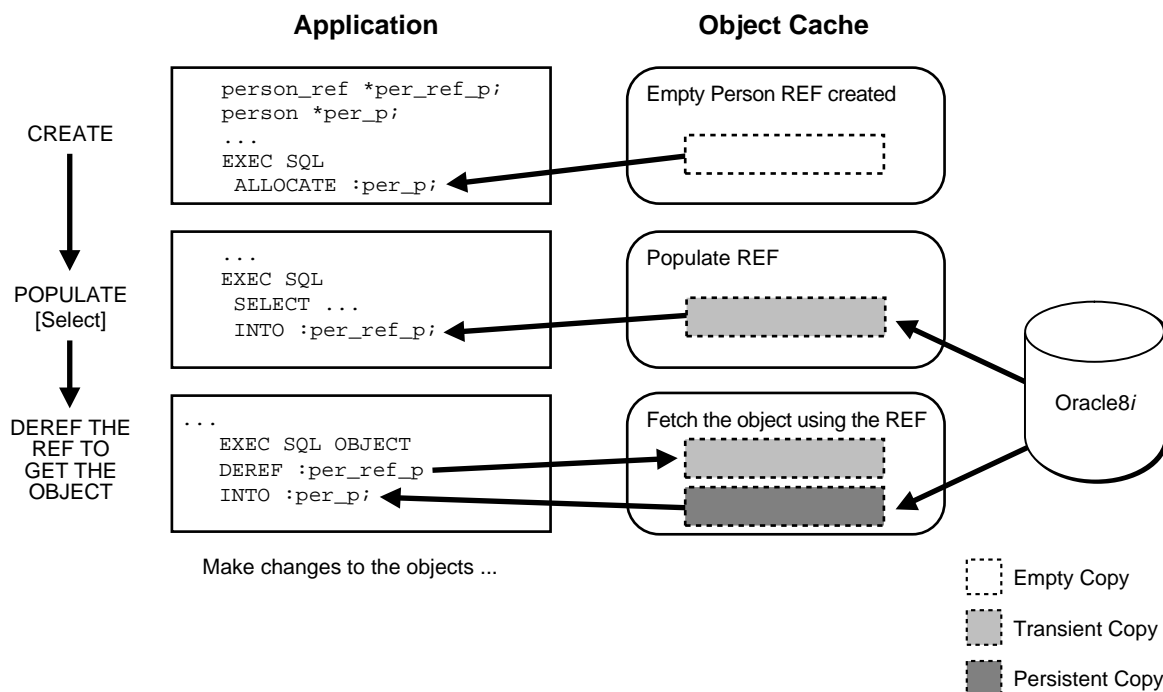 Application
Object Cache
CREATE
person_ref *per_ref_p;
person *per_p;
...
EXEC SQL
ALLOCATE :per_p;
Empty Person REF created
POPULATE
[Select]
...
EXEC SQL
SELECT ...
INTO :per_ref_p;
Populate REF
Oracle8i
DEREF THE
REF TO
GET THE
OBJECT
...
EXEC SQL OBJECT
DEREF :per_ref_p
INTO :per_p;
Fetch the object using the REF
Make changes to the objects ...
Empty Copy
Transient Copy
Persistent Copy